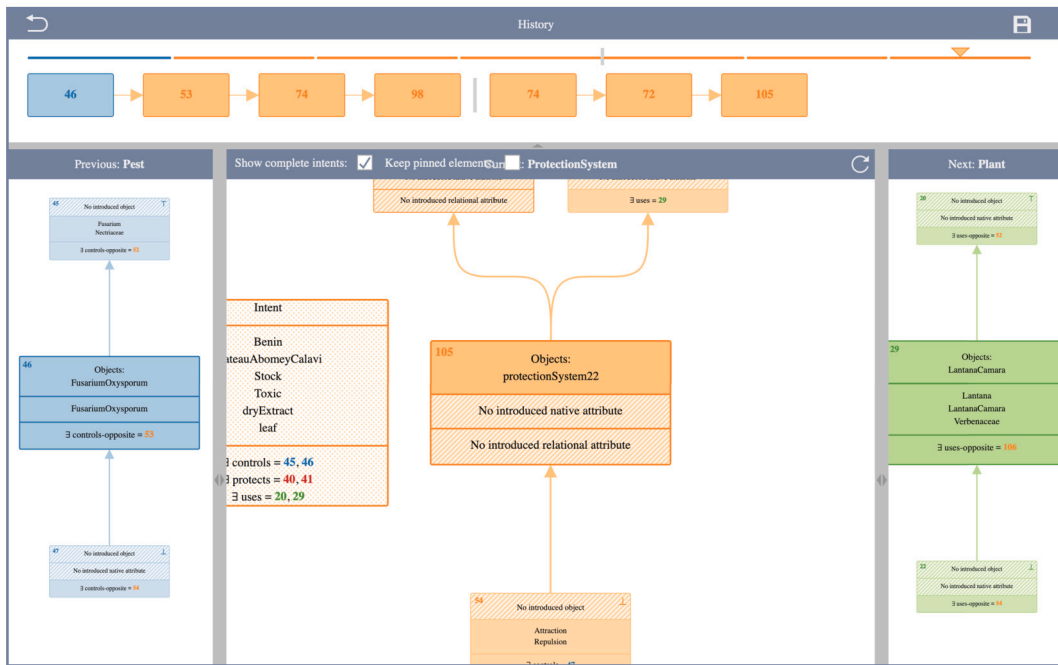 History
46
53
74
98
74
72
105
Previous: Pest
45
No introduced object
⊤
Fusarium
Nectriaceae
∃ controls-opposite = 52
46
Objects:
FusariumOxysporum
FusariumOxysporum
∃ controls-opposite = 53
47
No introduced object
⊥
No introduced native attribute
∃ controls-opposite = 54
Show complete intents:
Keep pinned elements
: ProtectionSystem
No introduced relational attribute
∃ uses = 29
Intent
Benin
ateauAbomeyCalavi
Stock
Toxic
dryExtract
leaf
∃ controls = 45, 46
∃ protects = 40, 41
∃ uses = 20, 29
105
Objects:
protectionSystem22
No introduced native attribute
No introduced relational attribute
54
No introduced object
⊥
Attraction
Repulsion
Next: Plant
20
No introduced object
⊤
No introduced native attribute
∃ uses-opposite = 52
29
Objects:
LantanaCamara
Lantana
LantanaCamara
Verbenaceae
∃ uses-opposite = 106
22
No introduced object
⊥
No introduced native attribute
∃ uses-opposite = 54